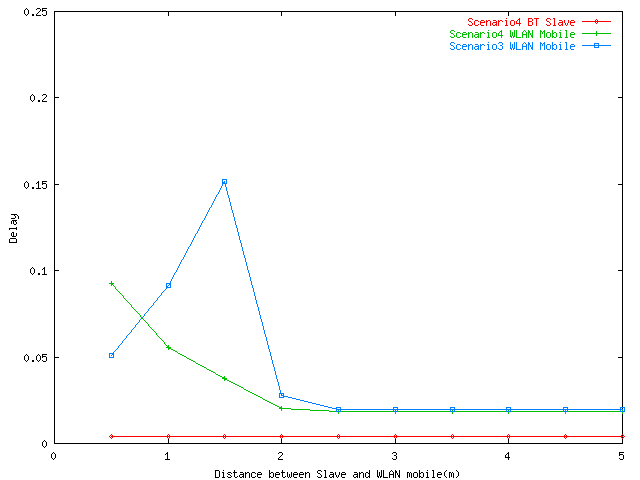 0.25
Scenario4 BT Slave
Scenario4 WLAN Mobile
Scenario3 WLAN Mobile
0.2
0.15
Delay
0.1
0.05
0
0 1 2 3 4 5
Distance between Slave and WLAN mobile(m)